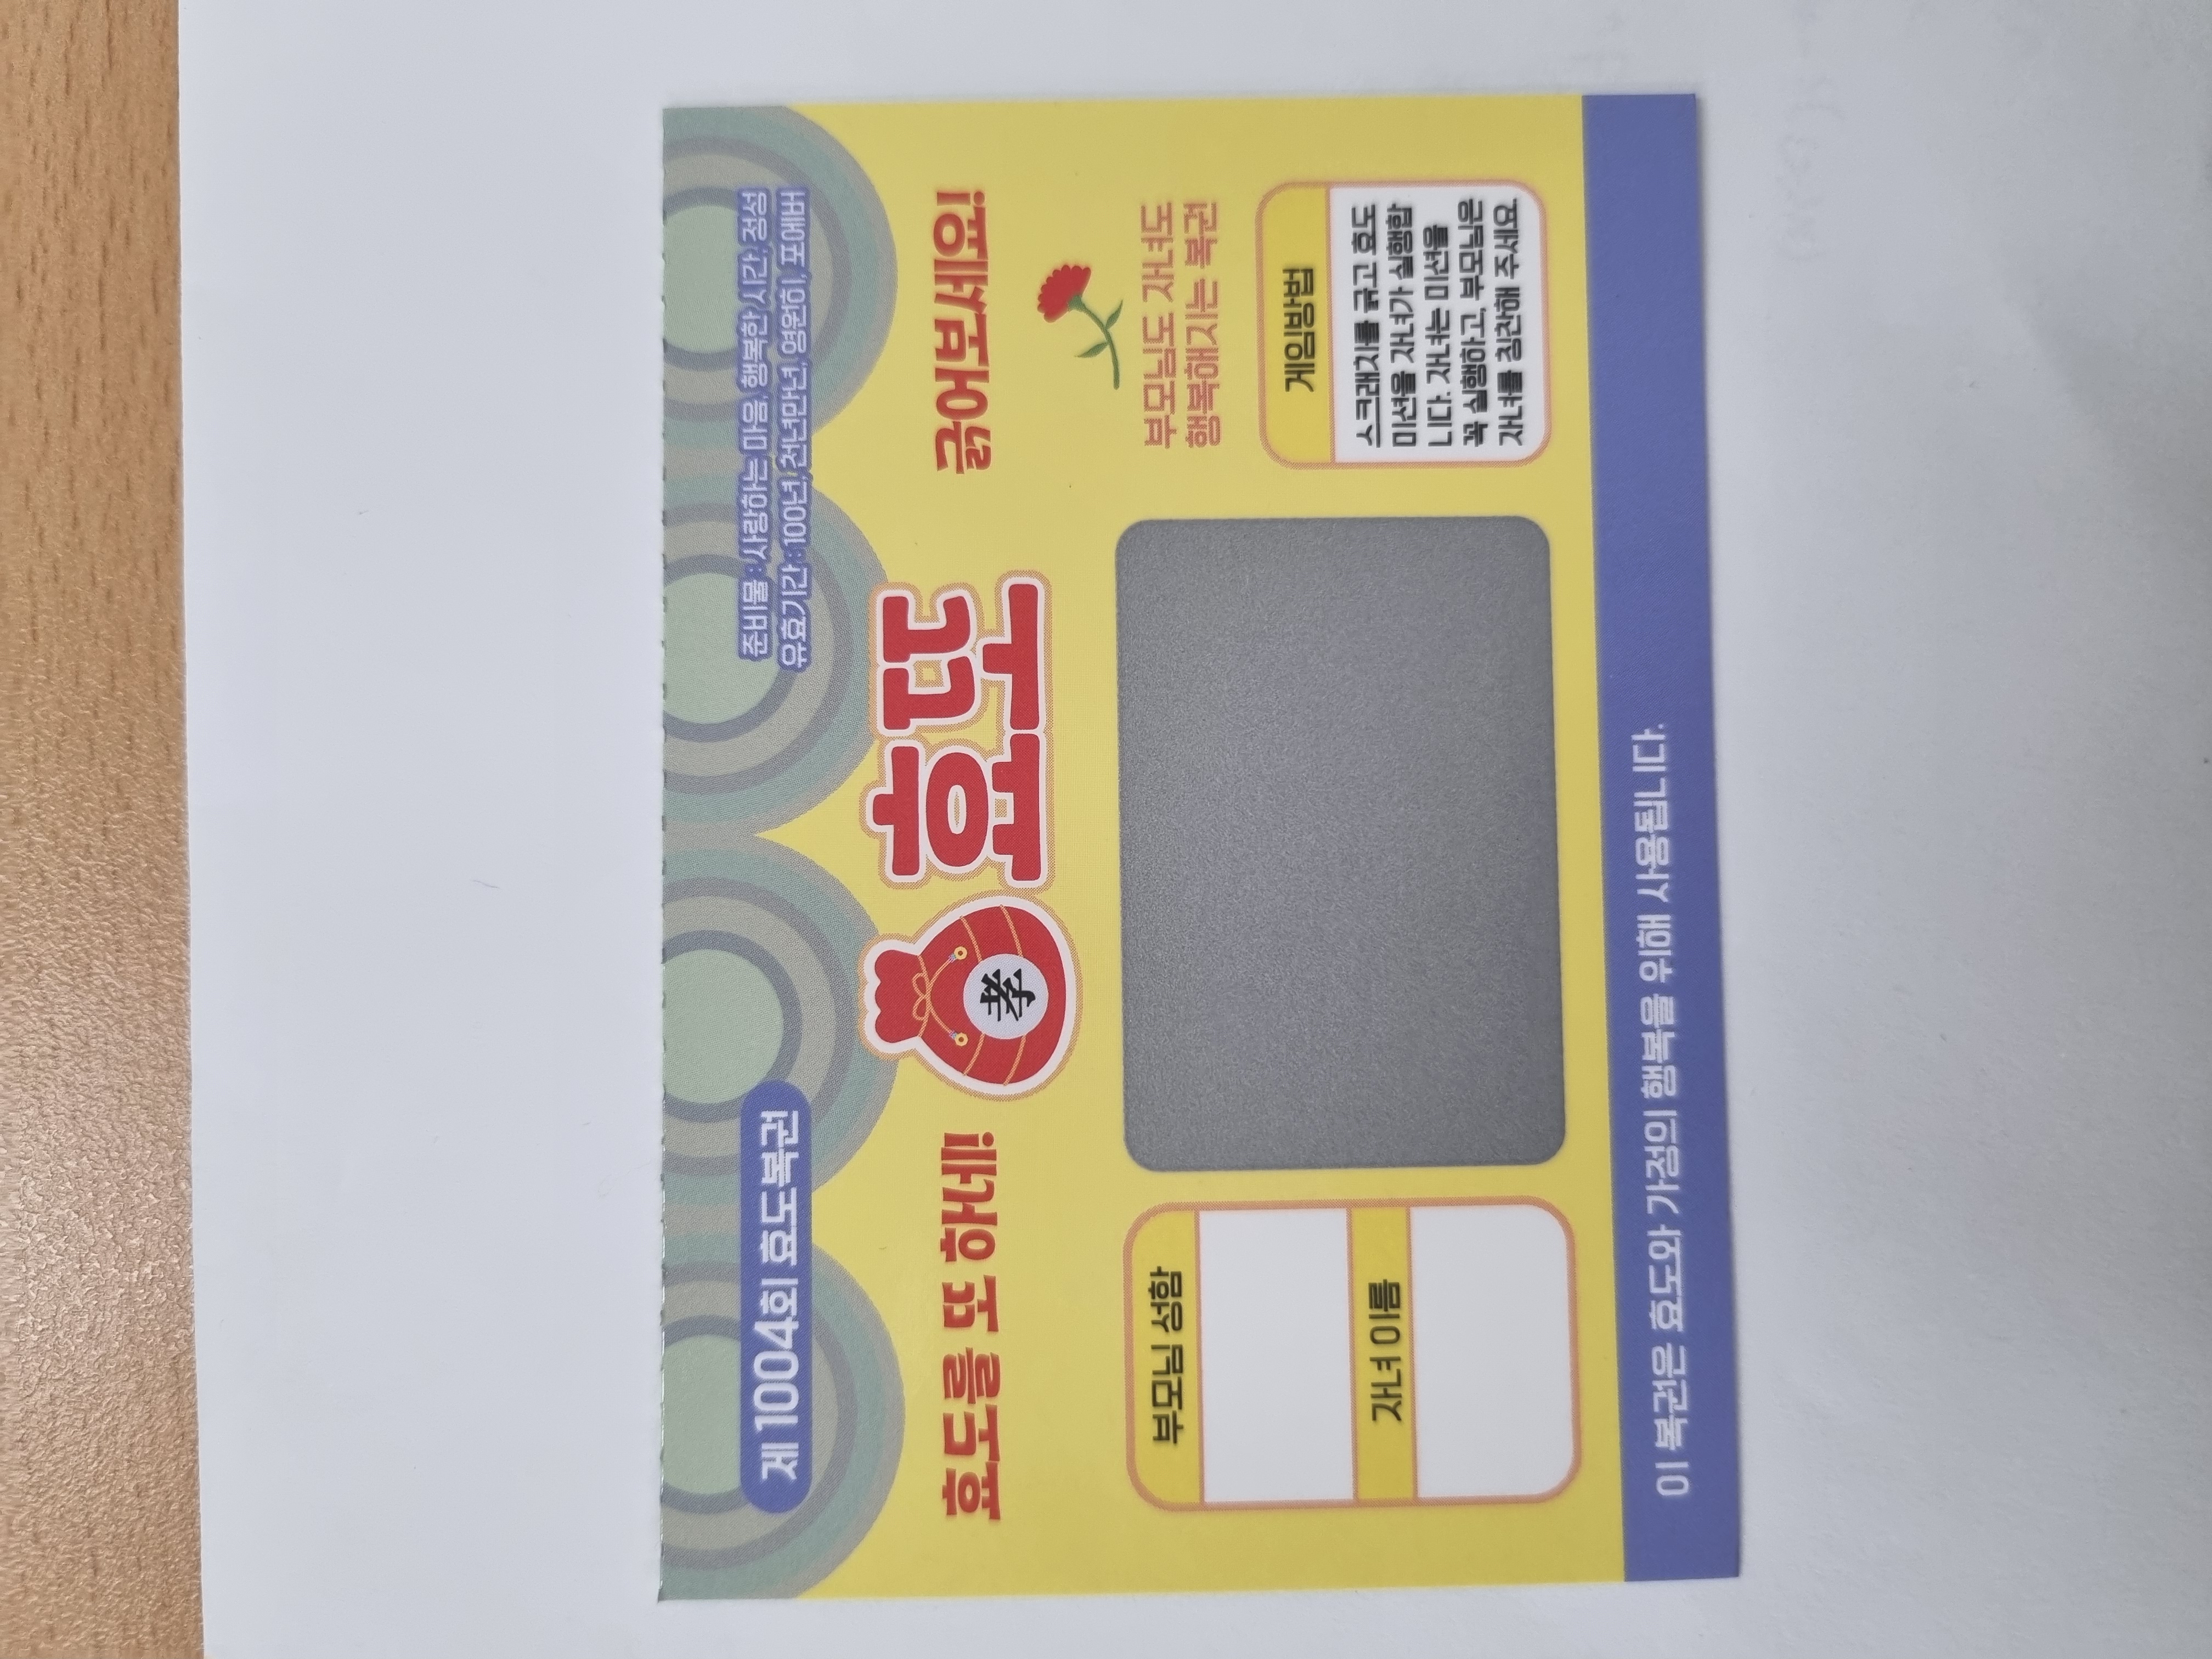 제 1004회 효도복권
준비물 : 사랑하는 마음, 행복한 시간, 정성
유효기간 : 100년, 천년만년, 영원히, 포에버
효도를 또 하네!
孝
효또
긁어보세요!
부모님도 자녀도
행복해지는 복권
부모님 성함
자녀 이름
게임방법
스크래치를 긁고 효도
미션을 자녀가 실행합
니다. 자녀는 미션을
꼭 실행하고, 부모님은
자녀를 칭찬해 주세요.
이 복권은 효도와 가정의 행복을 위해 사용됩니다.